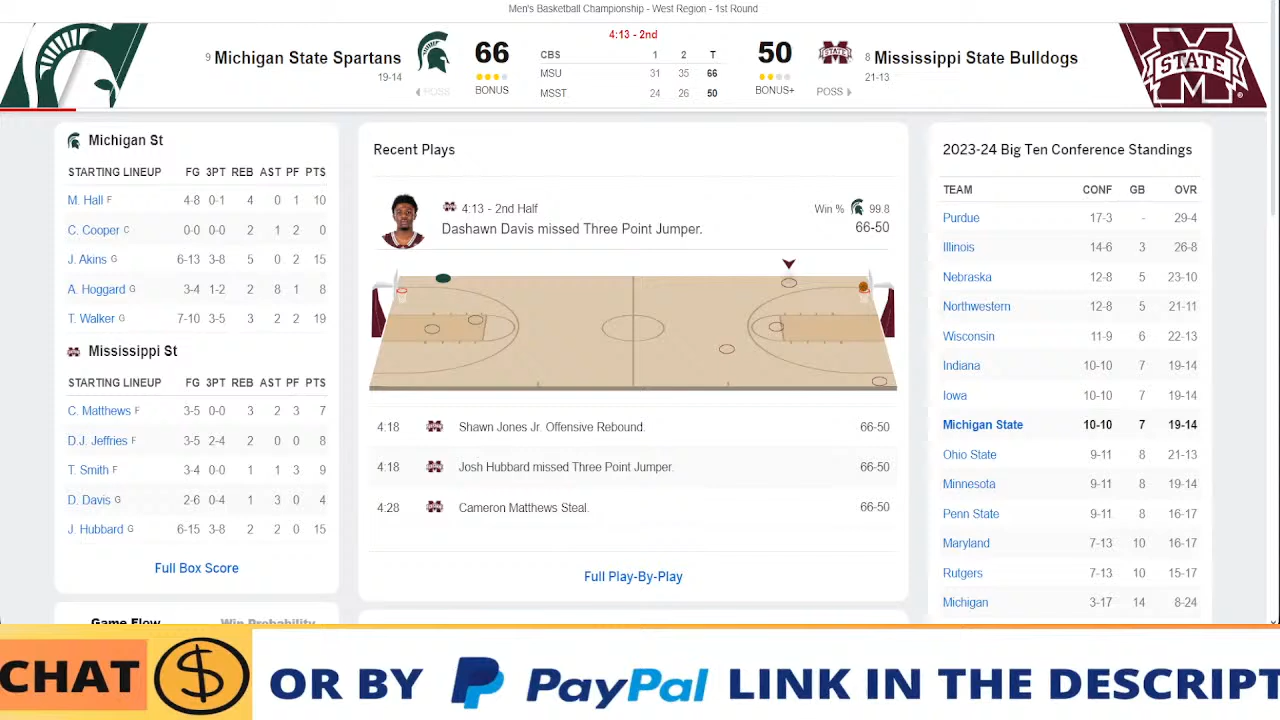 Men's Basketball Championship - West Region - 1st Round
9 Michigan State Spartans
19-14
POSS
66
BONUS
4:13 - 2nd
CBS 1 2 T
MSU 31 35 66
MSST 24 26 50
50
BONUS+
POSS
8 Mississippi State Bulldogs
21-13
STATE
Michigan St
STARTING LINEUP FG 3PT REB AST PF PTS
M. Hall F 4-8 0-1 4 0 1 10
C. Cooper C 0-0 0-0 2 1 2 0
J. Akins G 6-13 3-8 5 0 2 15
A. Hoggard G 3-4 1-2 2 8 1 8
T. Walker G 7-10 3-5 3 2 2 19
Mississippi St
STARTING LINEUP FG 3PT REB AST PF PTS
C. Matthews F 3-5 0-0 3 2 3 7
D.J. Jeffries F 3-5 2-4 2 0 0 8
T. Smith F 3-4 0-0 1 1 3 9
D. Davis G 2-6 0-4 1 3 0 4
J. Hubbard G 6-15 3-8 2 2 0 15
Full Box Score
Game Flow Win Probability
Recent Plays
4:13 - 2nd Half
Dashawn Davis missed Three Point Jumper.
Win % 99.8
66-50
4:18 Shawn Jones Jr. Offensive Rebound. 66-50
4:18 Josh Hubbard missed Three Point Jumper. 66-50
4:28 Cameron Matthews Steal. 66-50
Full Play-By-Play
2023-24 Big Ten Conference Standings
TEAM CONF GB OVR
Purdue 17-3 - 29-4
Illinois 14-6 3 26-8
Nebraska 12-8 5 23-10
Northwestern 12-8 5 21-11
Wisconsin 11-9 6 22-13
Indiana 10-10 7 19-14
Iowa 10-10 7 19-14
Michigan State 10-10 7 19-14
Ohio State 9-11 8 21-13
Minnesota 9-11 8 19-14
Penn State 9-11 8 16-17
Maryland 7-13 10 16-17
Rutgers 7-13 10 15-17
Michigan 3-17 14 8-24
CHAT $ OR BY PayPal LINK IN THE DESCRIPT